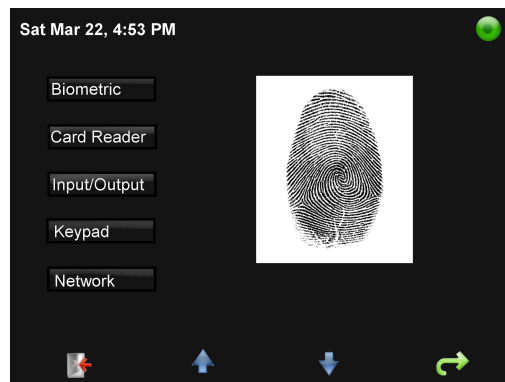 Sat Mar 22, 4:53 PM
Biometric
Card Reader
Input/Output
Keypad
Network